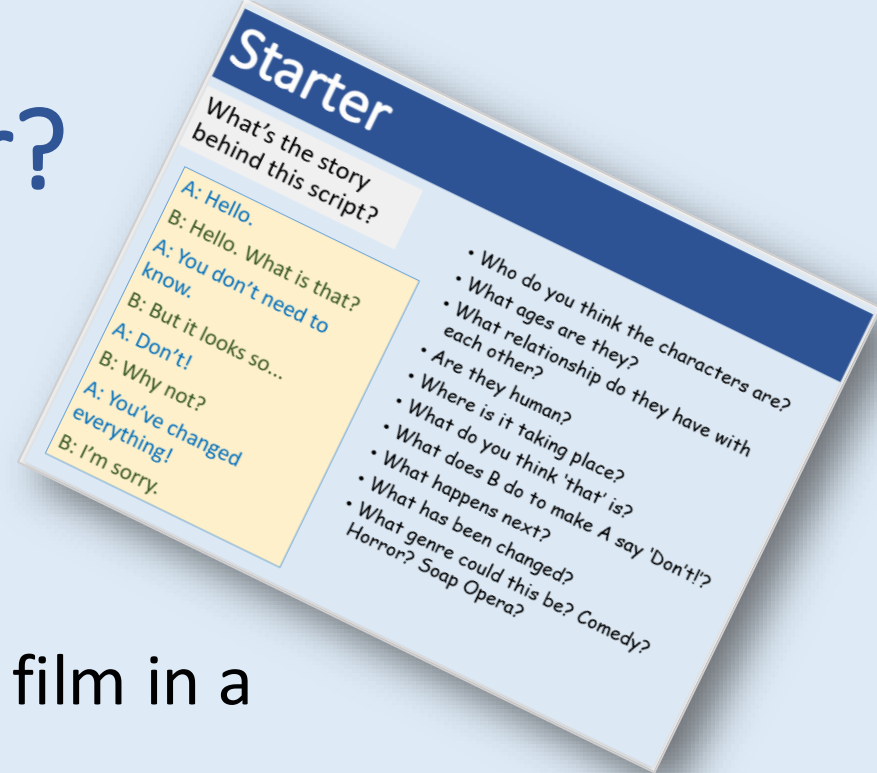 r?
Starter
What's the story
behind this script?
A: Hello.
B: Hello. What is that?
A: You don't need to
know.
B: But it looks so...
A: Don't!
B: Why not?
A: You've changed
everything!
B: I'm sorry.
• Who do you think the characters are?
• What ages are they?
• What relationship do they have with
each other?
• Are they human?
• Where is it taking place?
• What do you think 'that' is?
• What does B do to make A say 'Don't!'?
• What happens next?
• What has been changed?
• What genre could this be? Comedy?
Horror? Soap Opera?
film in a